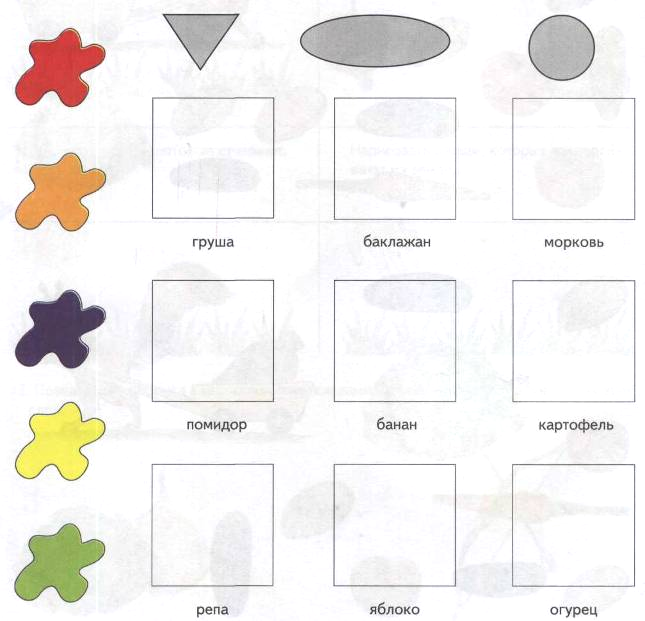 груша баклажан морковь
помидор банан картофель
репа яблоко огурец